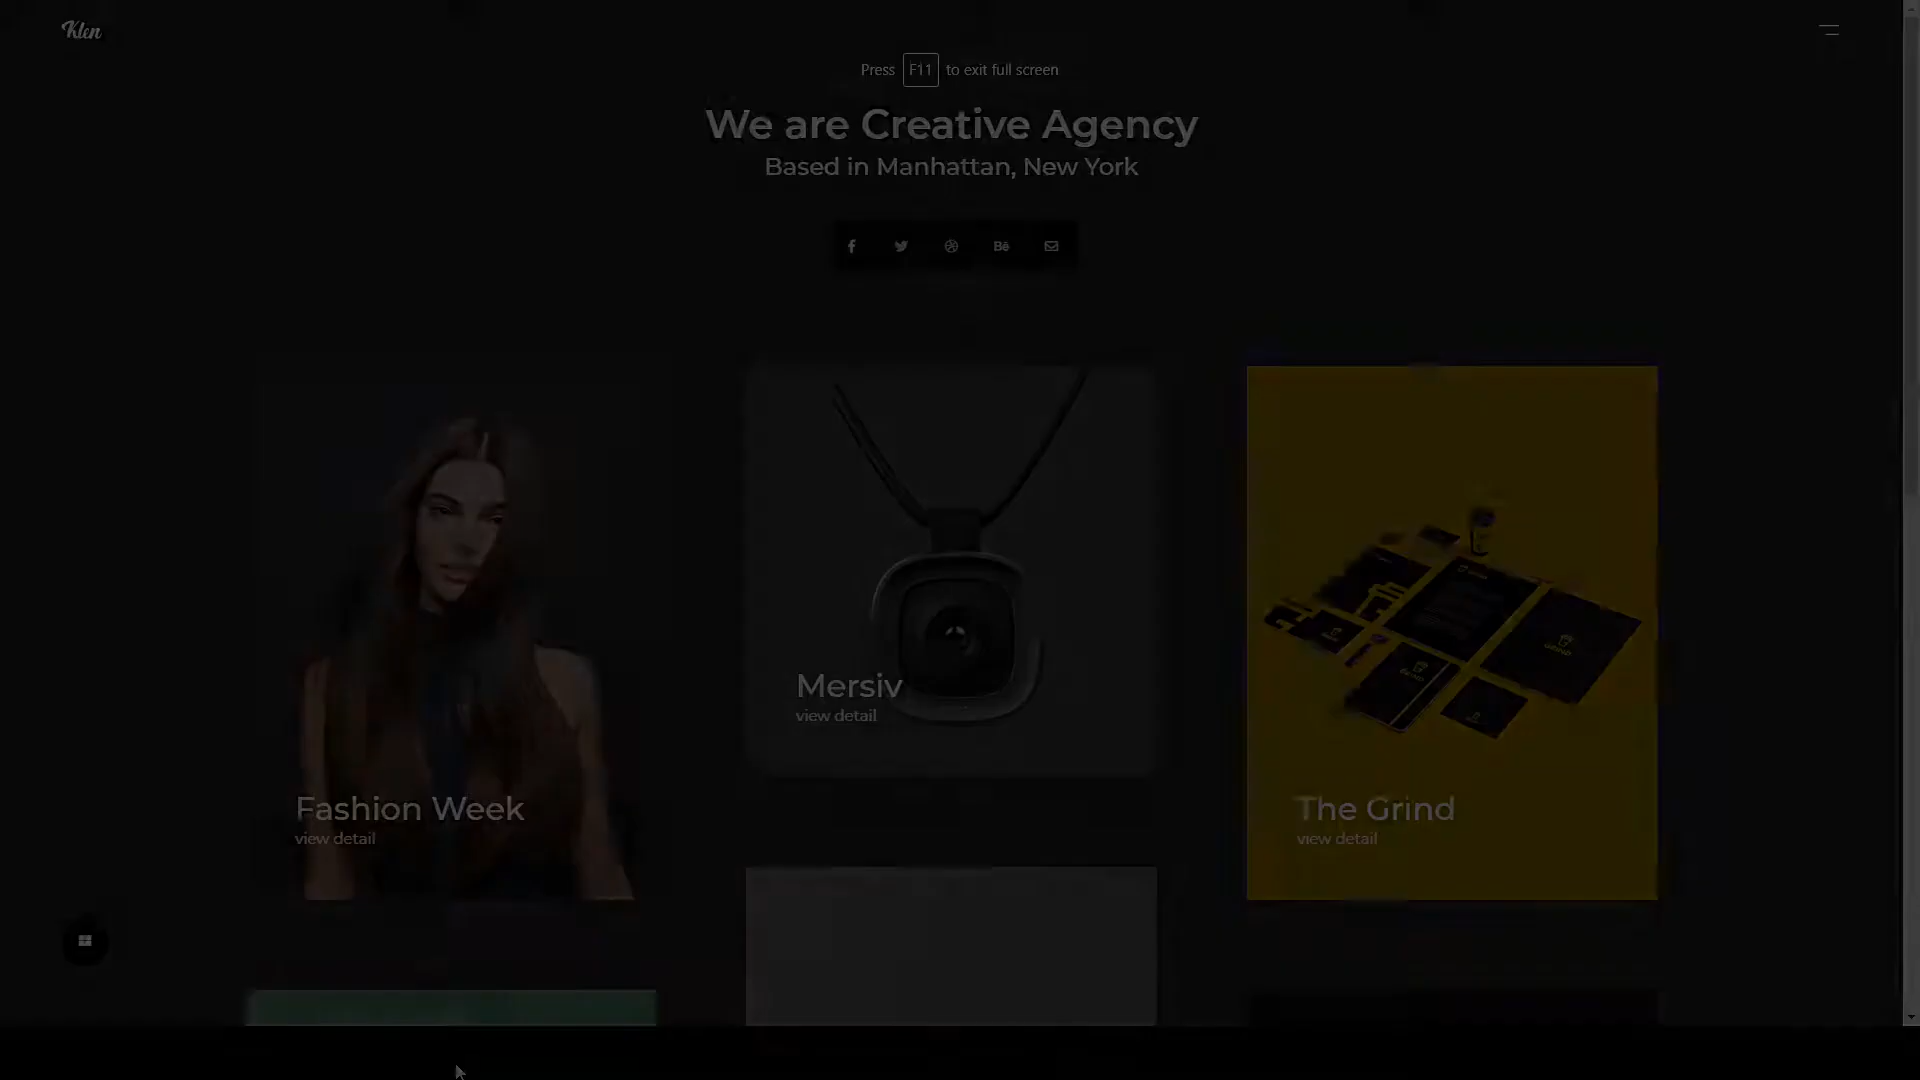 Klen
Press F11 to exit full screen
We are Creative Agency
Based in Manhattan, New York
Bē
Mersiv
view detail
Fashion Week
view detail
The Grind
view detail
GRIND